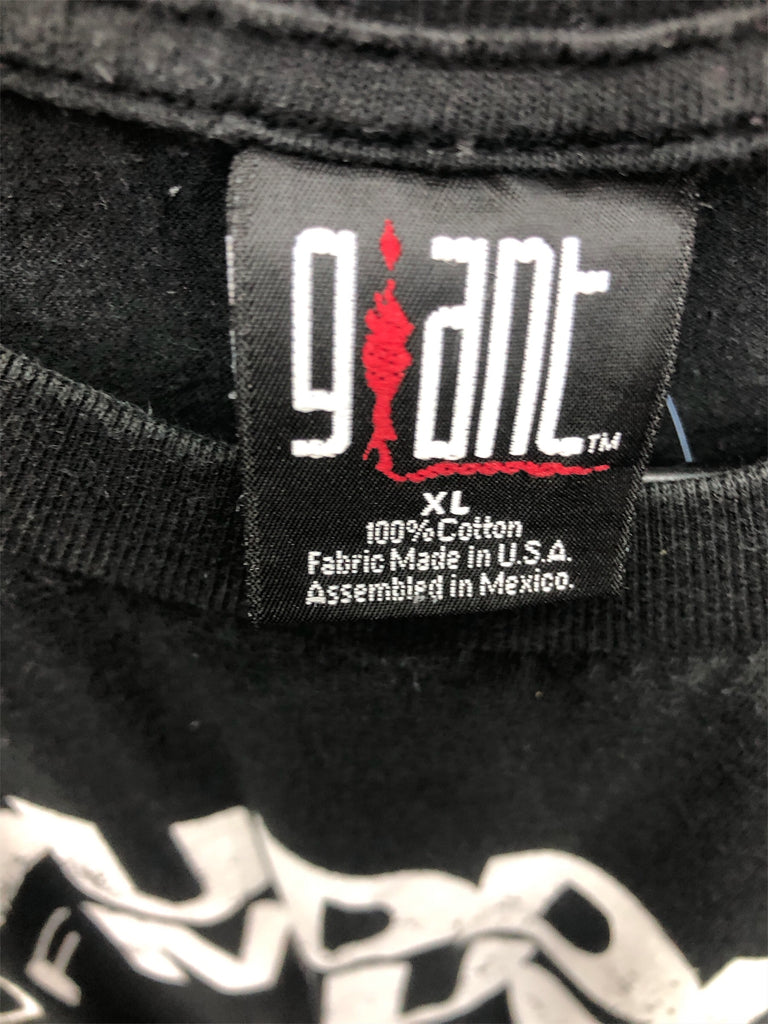 giant™
XL
100% Cotton
Fabric Made in U.S.A.
Assembled in Mexico.